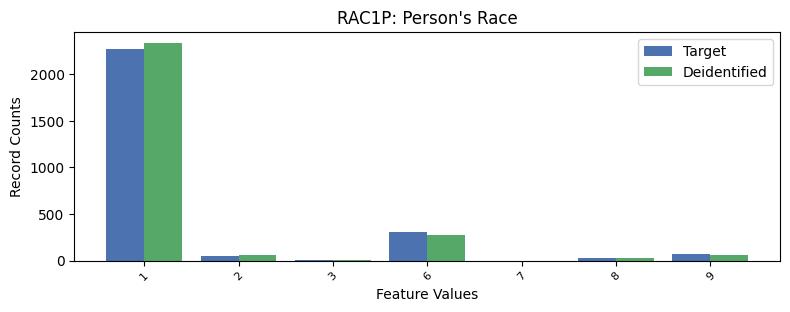 RAC1P: Person's Race
Target
Deidentified
Record Counts
2000
1500
1000
500
0
1 2 3 6 7 8 9
Feature Values